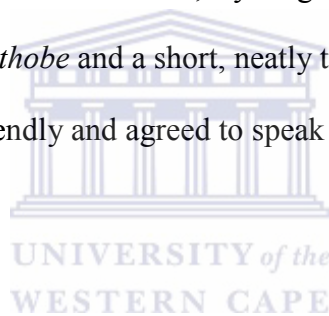 thobe and a short, neatly t
endly and agreed to speak
UNIVERSITY of the
WESTERN CAPE